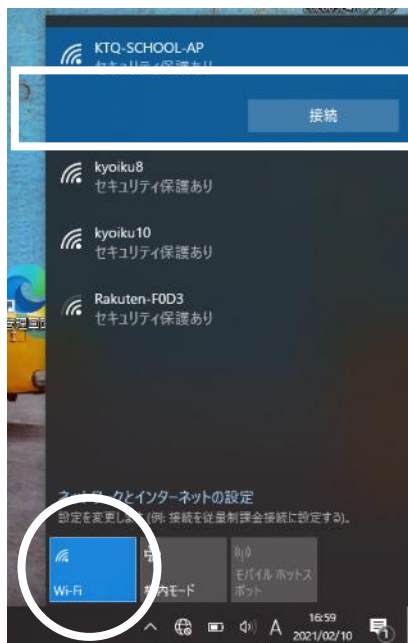 KTQ-SCHOOL-AP
セキュリティ保護あり
接続
kyoiku8
セキュリティ保護あり
kyoiku10
セキュリティ保護あり
Rakuten-F0D3
セキュリティ保護あり
ネットワークとインターネットの設定
設定を変更します(例: 接続を従量制課金接続に設定する)。
Wi-Fi
内モード
モバイル ホットス
ポット
A
16:59
2021/02/10
1